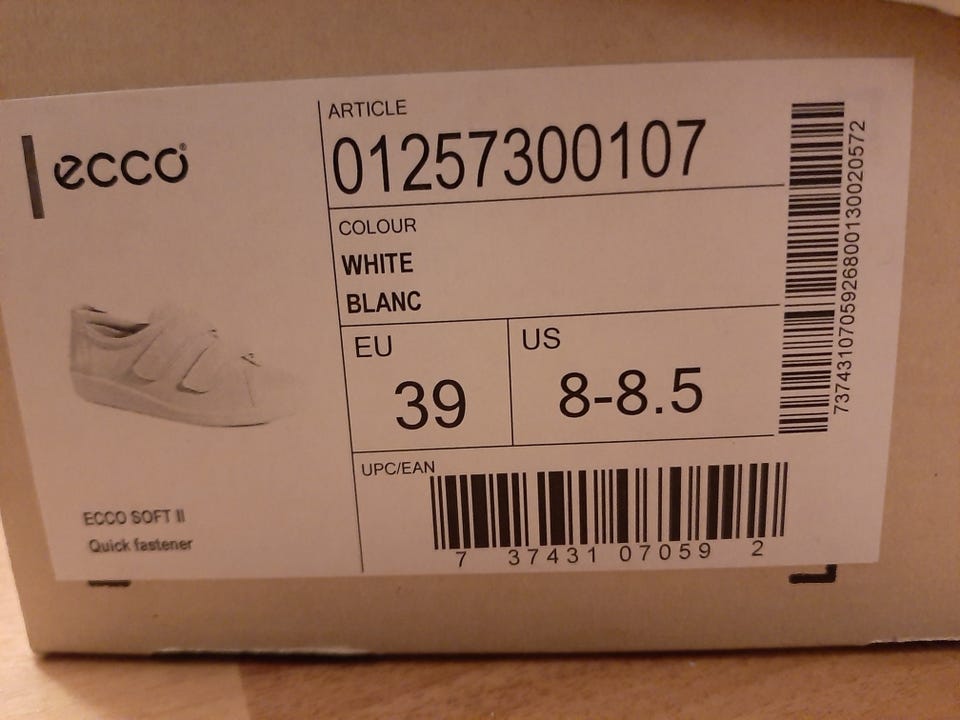 ecco®
ARTICLE
01257300107
COLOUR
WHITE
BLANC
EU
39
US
8-8.5
UPC/EAN
7 37431 07059 2
ECCO SOFT II
Quick fastener
737431070592680013002057​2